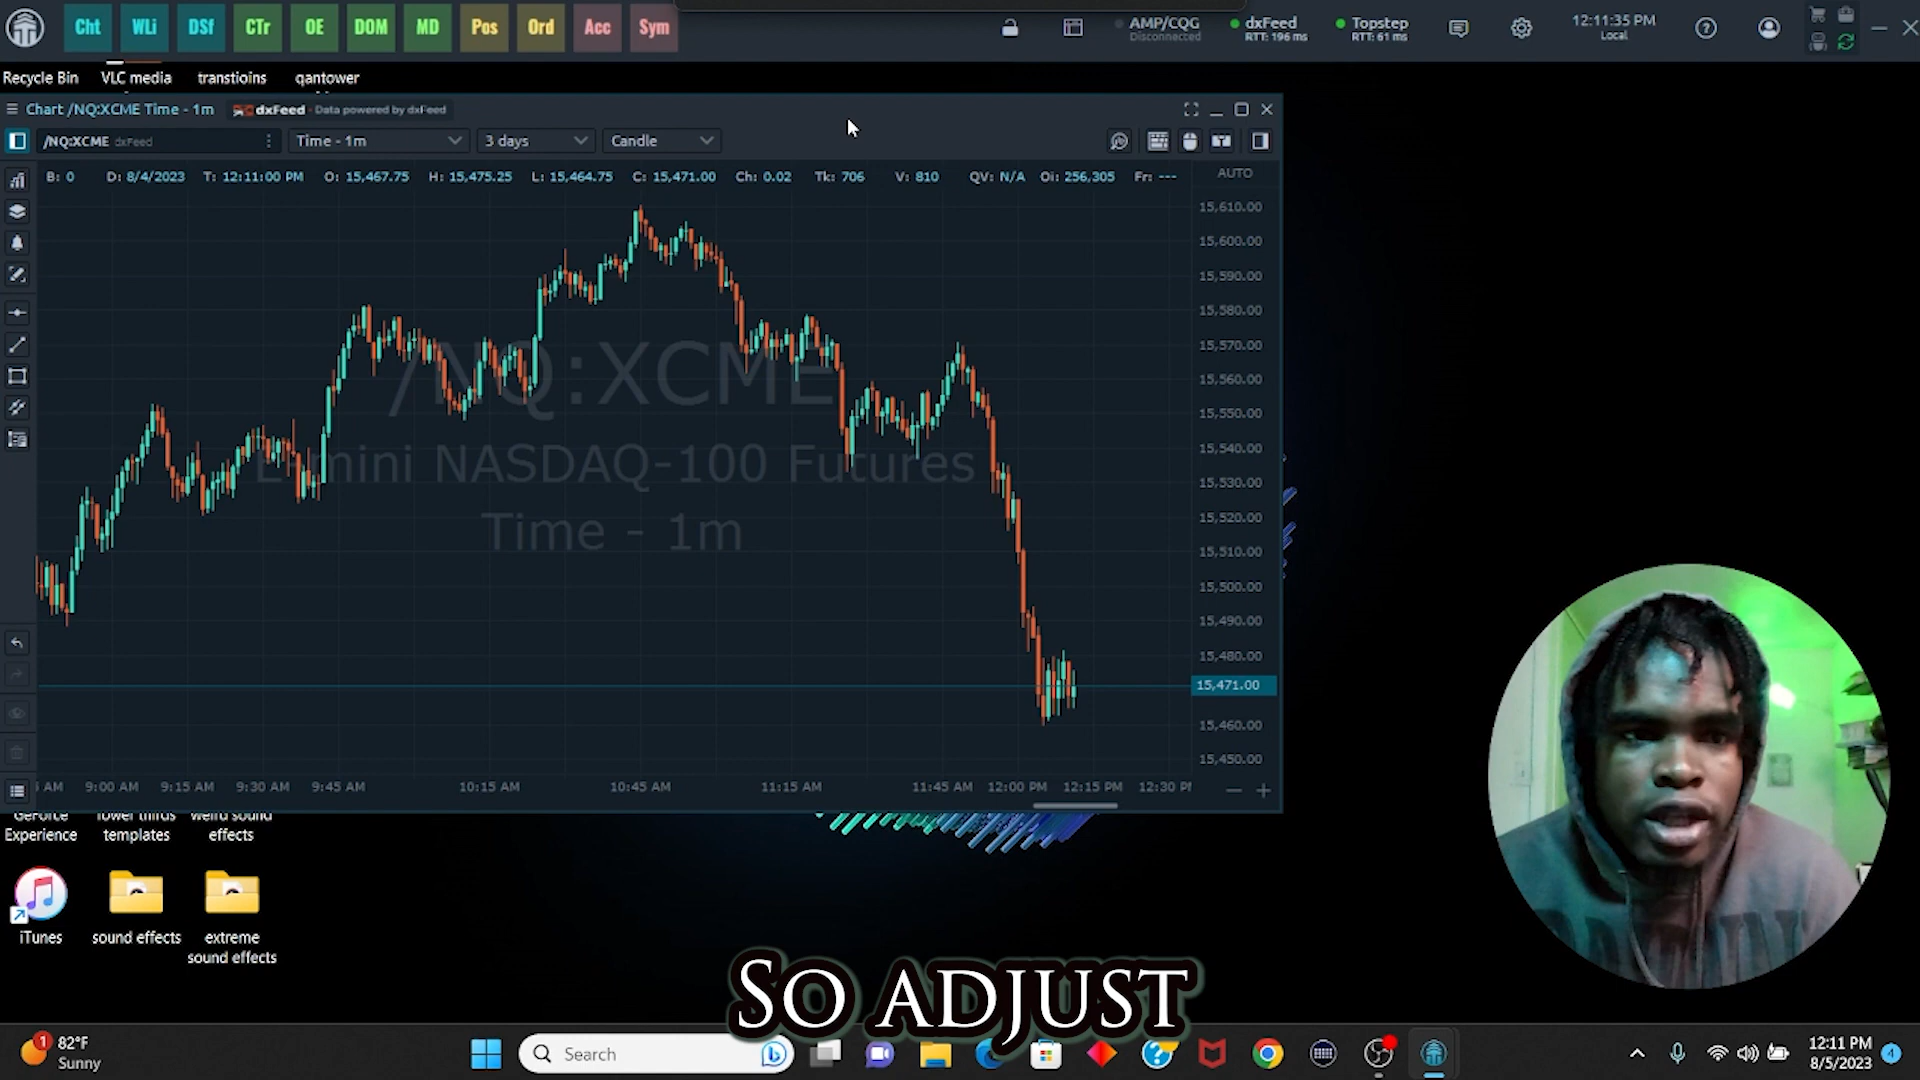 Cht WLi DSf CTr OE DOM MD Pos Ord Acc Sym
AMP/CQG
Disconnected
dxFeed
RTT: 196 ms
Topstep
RTT: 61 ms
12:11:35 PM
Local
Recycle Bin VLC media transtioins qantower
Chart /NQ:XCME Time - 1m dxFeed - Data powered by dxFeed
/NQ:XCME dxFeed Time - 1m 3 days Candle
B: 0 D: 8/4/2023 T: 12:11:00 PM O: 15,467.75 H: 15,475.25 L: 15,464.75 C: 15,471.00 Ch: 0.02 Tk: 706 V: 810 QV: N/A Oi: 256,305 Fr: ---
AUTO
15,610.00
15,600.00
15,590.00
15,580.00
15,570.00
15,560.00
15,550.00
15,540.00
15,530.00
15,520.00
15,510.00
15,500.00
15,490.00
15,480.00
15,471.00
15,460.00
15,450.00
/NQ:XCME
E-mini NASDAQ-100 Futures
Time - 1m
AM 9:00 AM 9:15 AM 9:30 AM 9:45 AM 10:15 AM 10:45 AM 11:15 AM 11:45 AM 12:00 PM 12:15 PM 12:30 P
GeForce
Experience
lower thirds
templates
weird sound
effects
iTunes
sound effects
extreme
sound effects
So adjust
1
82°F
Sunny
Search
12:11 PM
8/5/2023
4